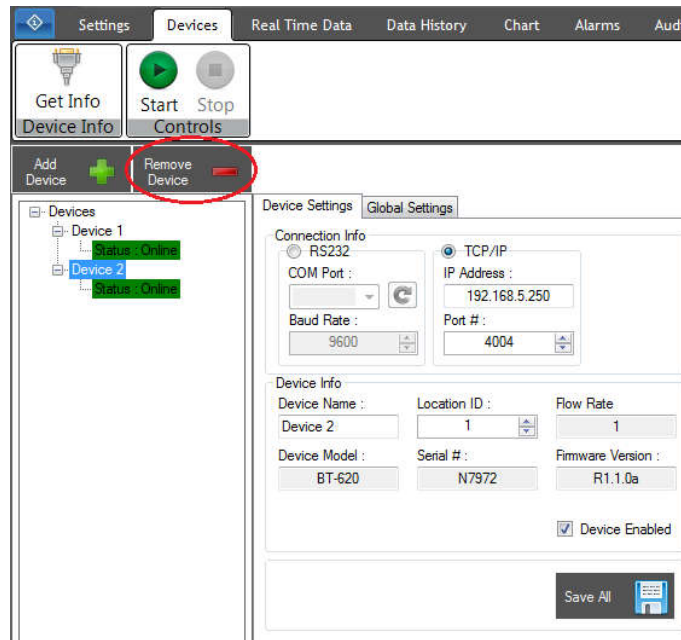 Settings Devices Real Time Data Data History Chart Alarms Aud
Get Info
Device Info
Start Stop
Controls
Add
Device
Remove
Device
Devices
Device 1
Status : Online
Device 2
Status : Online
Device Settings Global Settings
Connection Info
RS232
COM Port :
Baud Rate :
9600
TCP/IP
IP Address :
192.168.5.250
Port # :
4004
Device Info
Device Name : Location ID : Flow Rate
Device 2 1 1
Device Model : Serial # : Firmware Version :
BT-620 N7972 R1.1.0a
Device Enabled
Save All